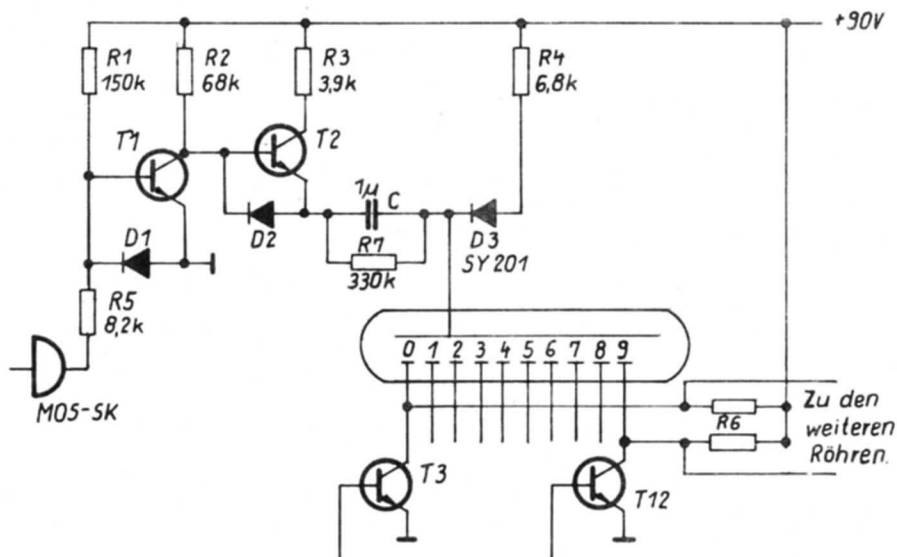 +90V
R1
150k
R2
68k
R3
3,9k
R4
6,8k
T1
T2
1µ
C
D1
D2
R7
330k
D3
SY 201
R5
8,2k
MOS-SK
0 1 2 3 4 5 6 7 8 9
R6
Zu den
weiteren
Röhren.
T3
T12